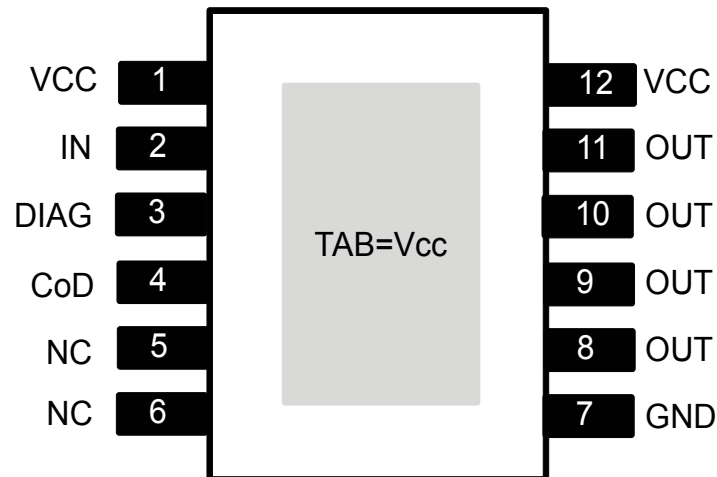 VCC 1 12 VCC
IN 2 11 OUT
DIAG 3 10 OUT
TAB=Vcc
CoD 4 9 OUT
NC 5 8 OUT
NC 6 7 GND